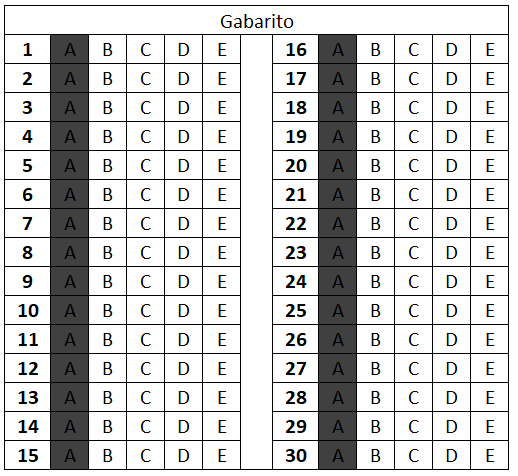 Gabarito
1 A B C D E 16 A B C D E
2 A B C D E 17 A B C D E
3 A B C D E 18 A B C D E
4 A B C D E 19 A B C D E
5 A B C D E 20 A B C D E
6 A B C D E 21 A B C D E
7 A B C D E 22 A B C D E
8 A B C D E 23 A B C D E
9 A B C D E 24 A B C D E
10 A B C D E 25 A B C D E
11 A B C D E 26 A B C D E
12 A B C D E 27 A B C D E
13 A B C D E 28 A B C D E
14 A B C D E 29 A B C D E
15 A B C D E 30 A B C D E